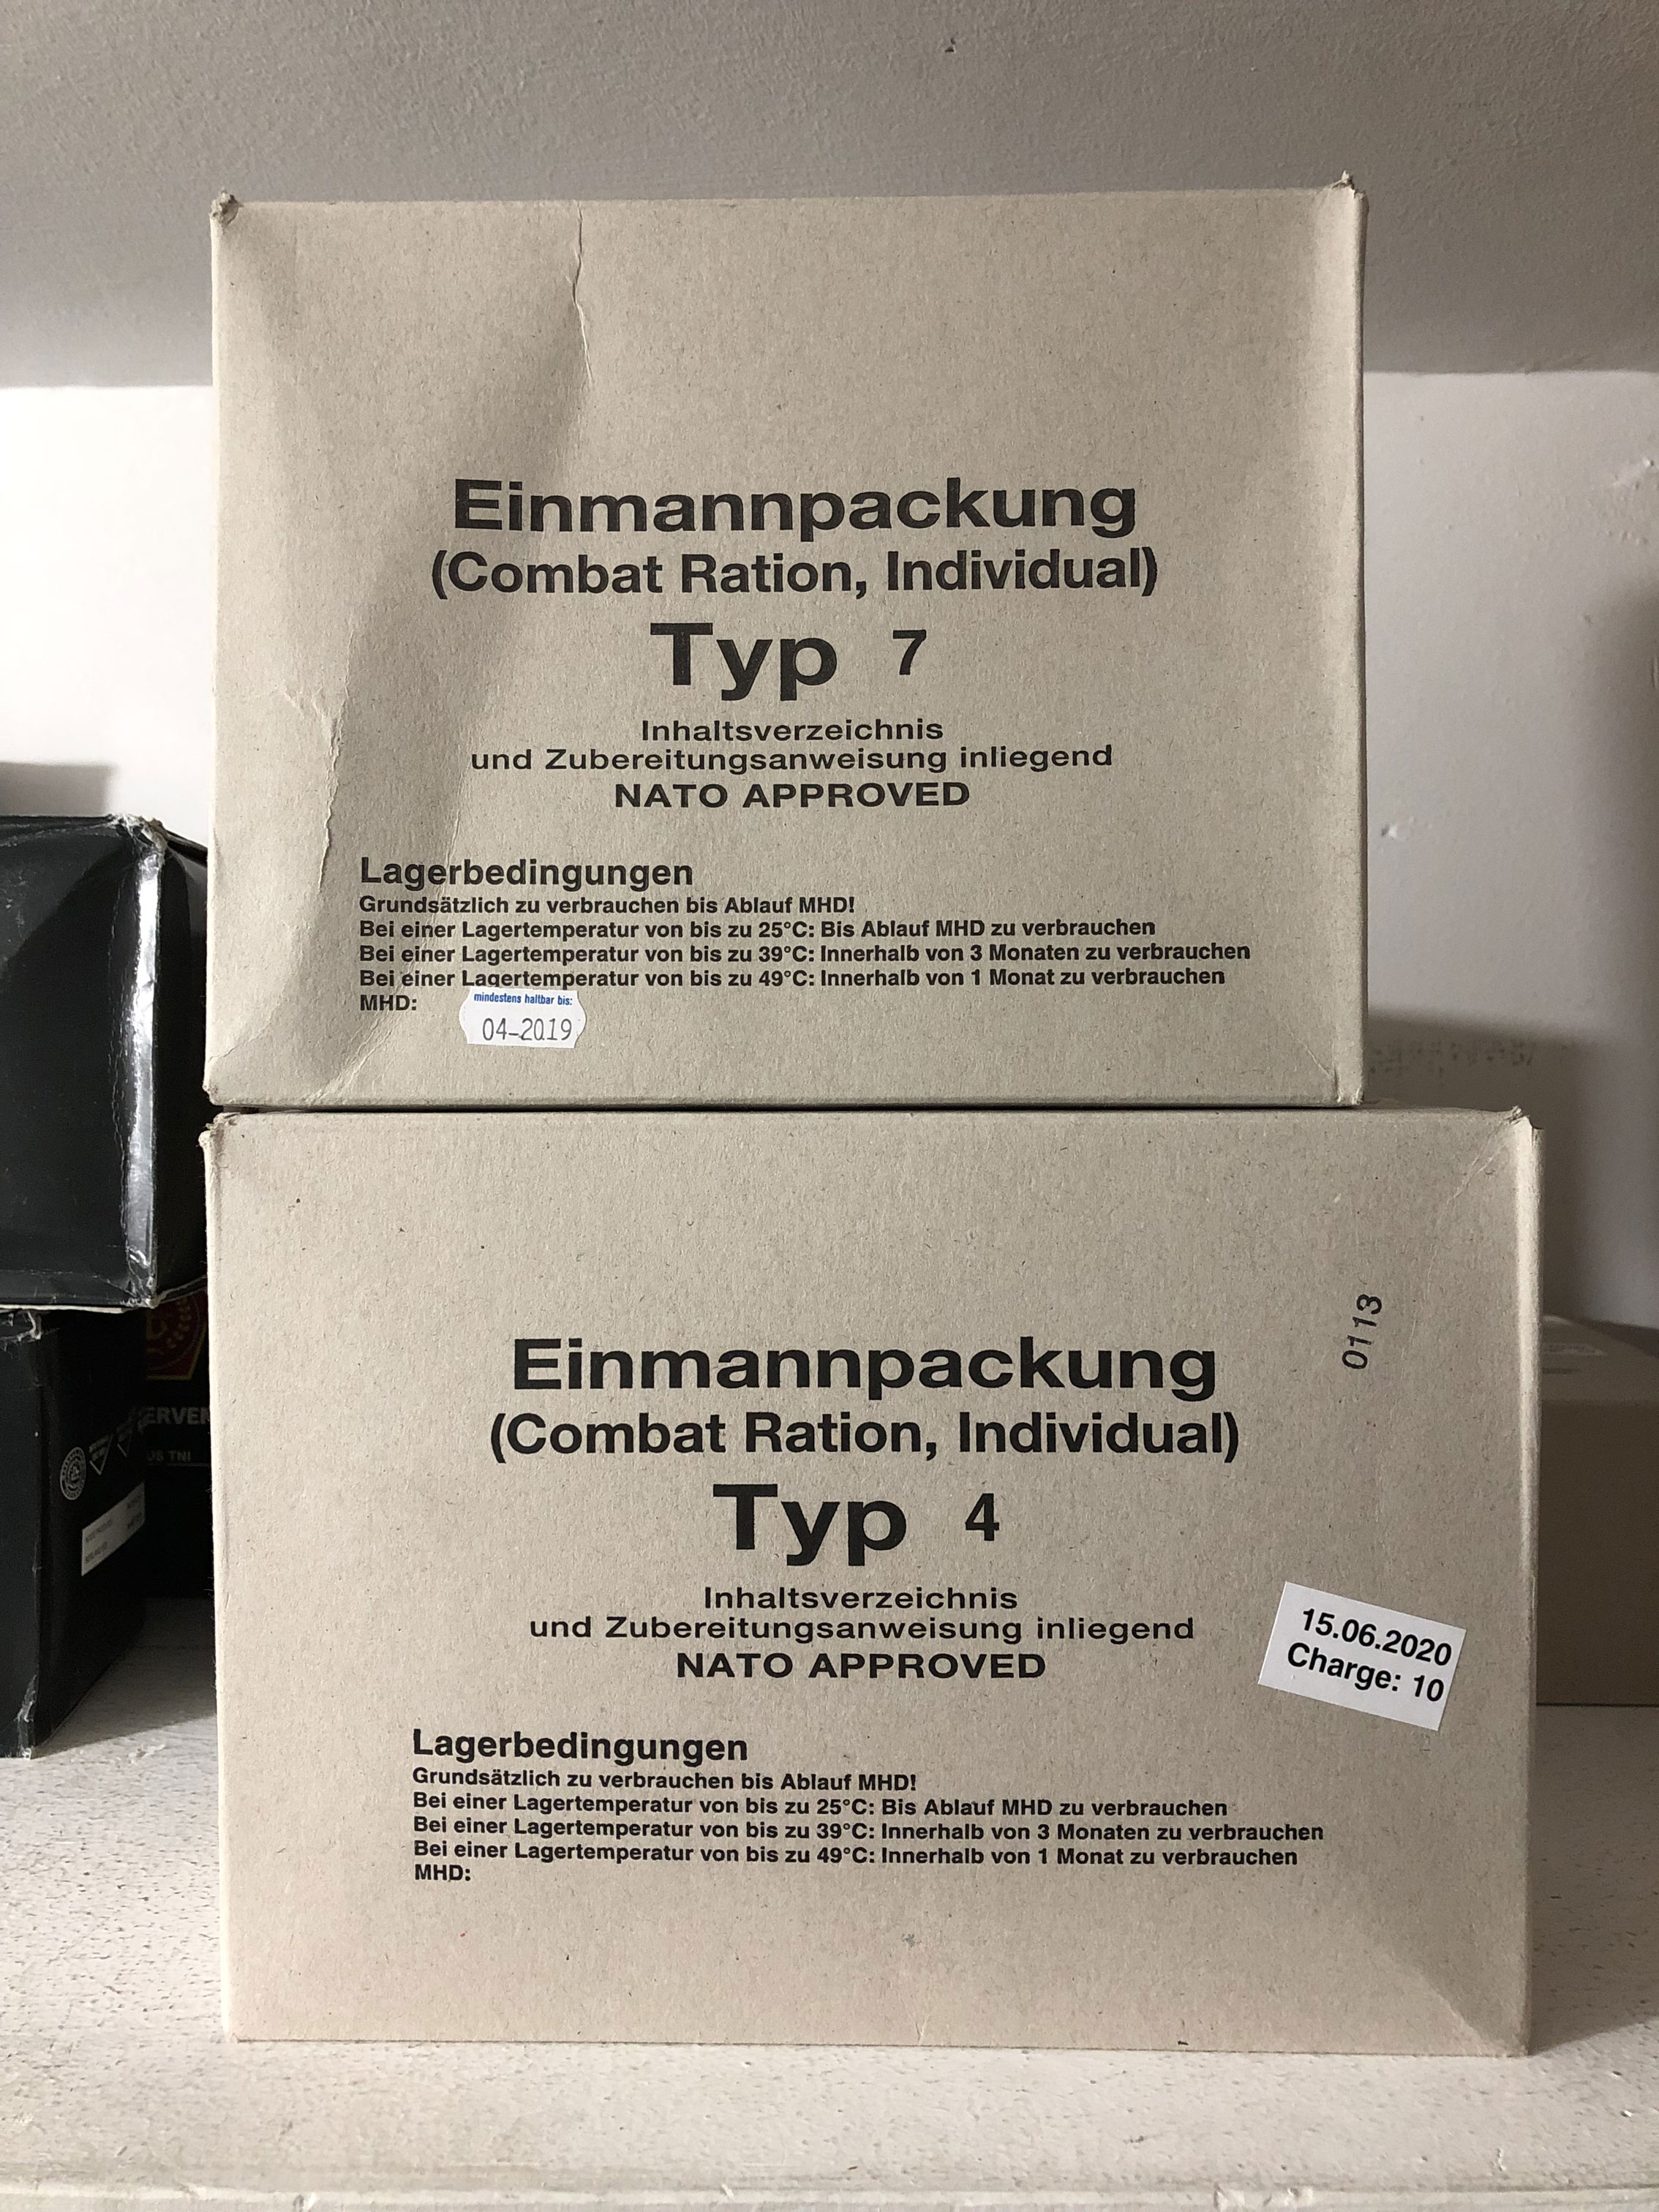 Einmannpackung
(Combat Ration, Individual)
Typ 7
Inhaltsverzeichnis
und Zubereitungsanweisung inliegend
NATO APPROVED
Lagerbedingungen
Grundsätzlich zu verbrauchen bis Ablauf MHD!
Bei einer Lagertemperatur von bis zu 25°C: Bis Ablauf MHD zu verbrauchen
Bei einer Lagertemperatur von bis zu 39°C: Innerhalb von 3 Monaten zu verbrauchen
Bei einer Lagertemperatur von bis zu 49°C: Innerhalb von 1 Monat zu verbrauchen
MHD:
mindestens haltbar bis:
04-2019
0113
Einmannpackung
(Combat Ration, Individual)
Typ 4
Inhaltsverzeichnis
und Zubereitungsanweisung inliegend
NATO APPROVED
15.06.2020
Charge: 10
Lagerbedingungen
Grundsätzlich zu verbrauchen bis Ablauf MHD!
Bei einer Lagertemperatur von bis zu 25°C: Bis Ablauf MHD zu verbrauchen
Bei einer Lagertemperatur von bis zu 39°C: Innerhalb von 3 Monaten zu verbrauchen
Bei einer Lagertemperatur von bis zu 49°C: Innerhalb von 1 Monat zu verbrauchen
MHD:
TNI